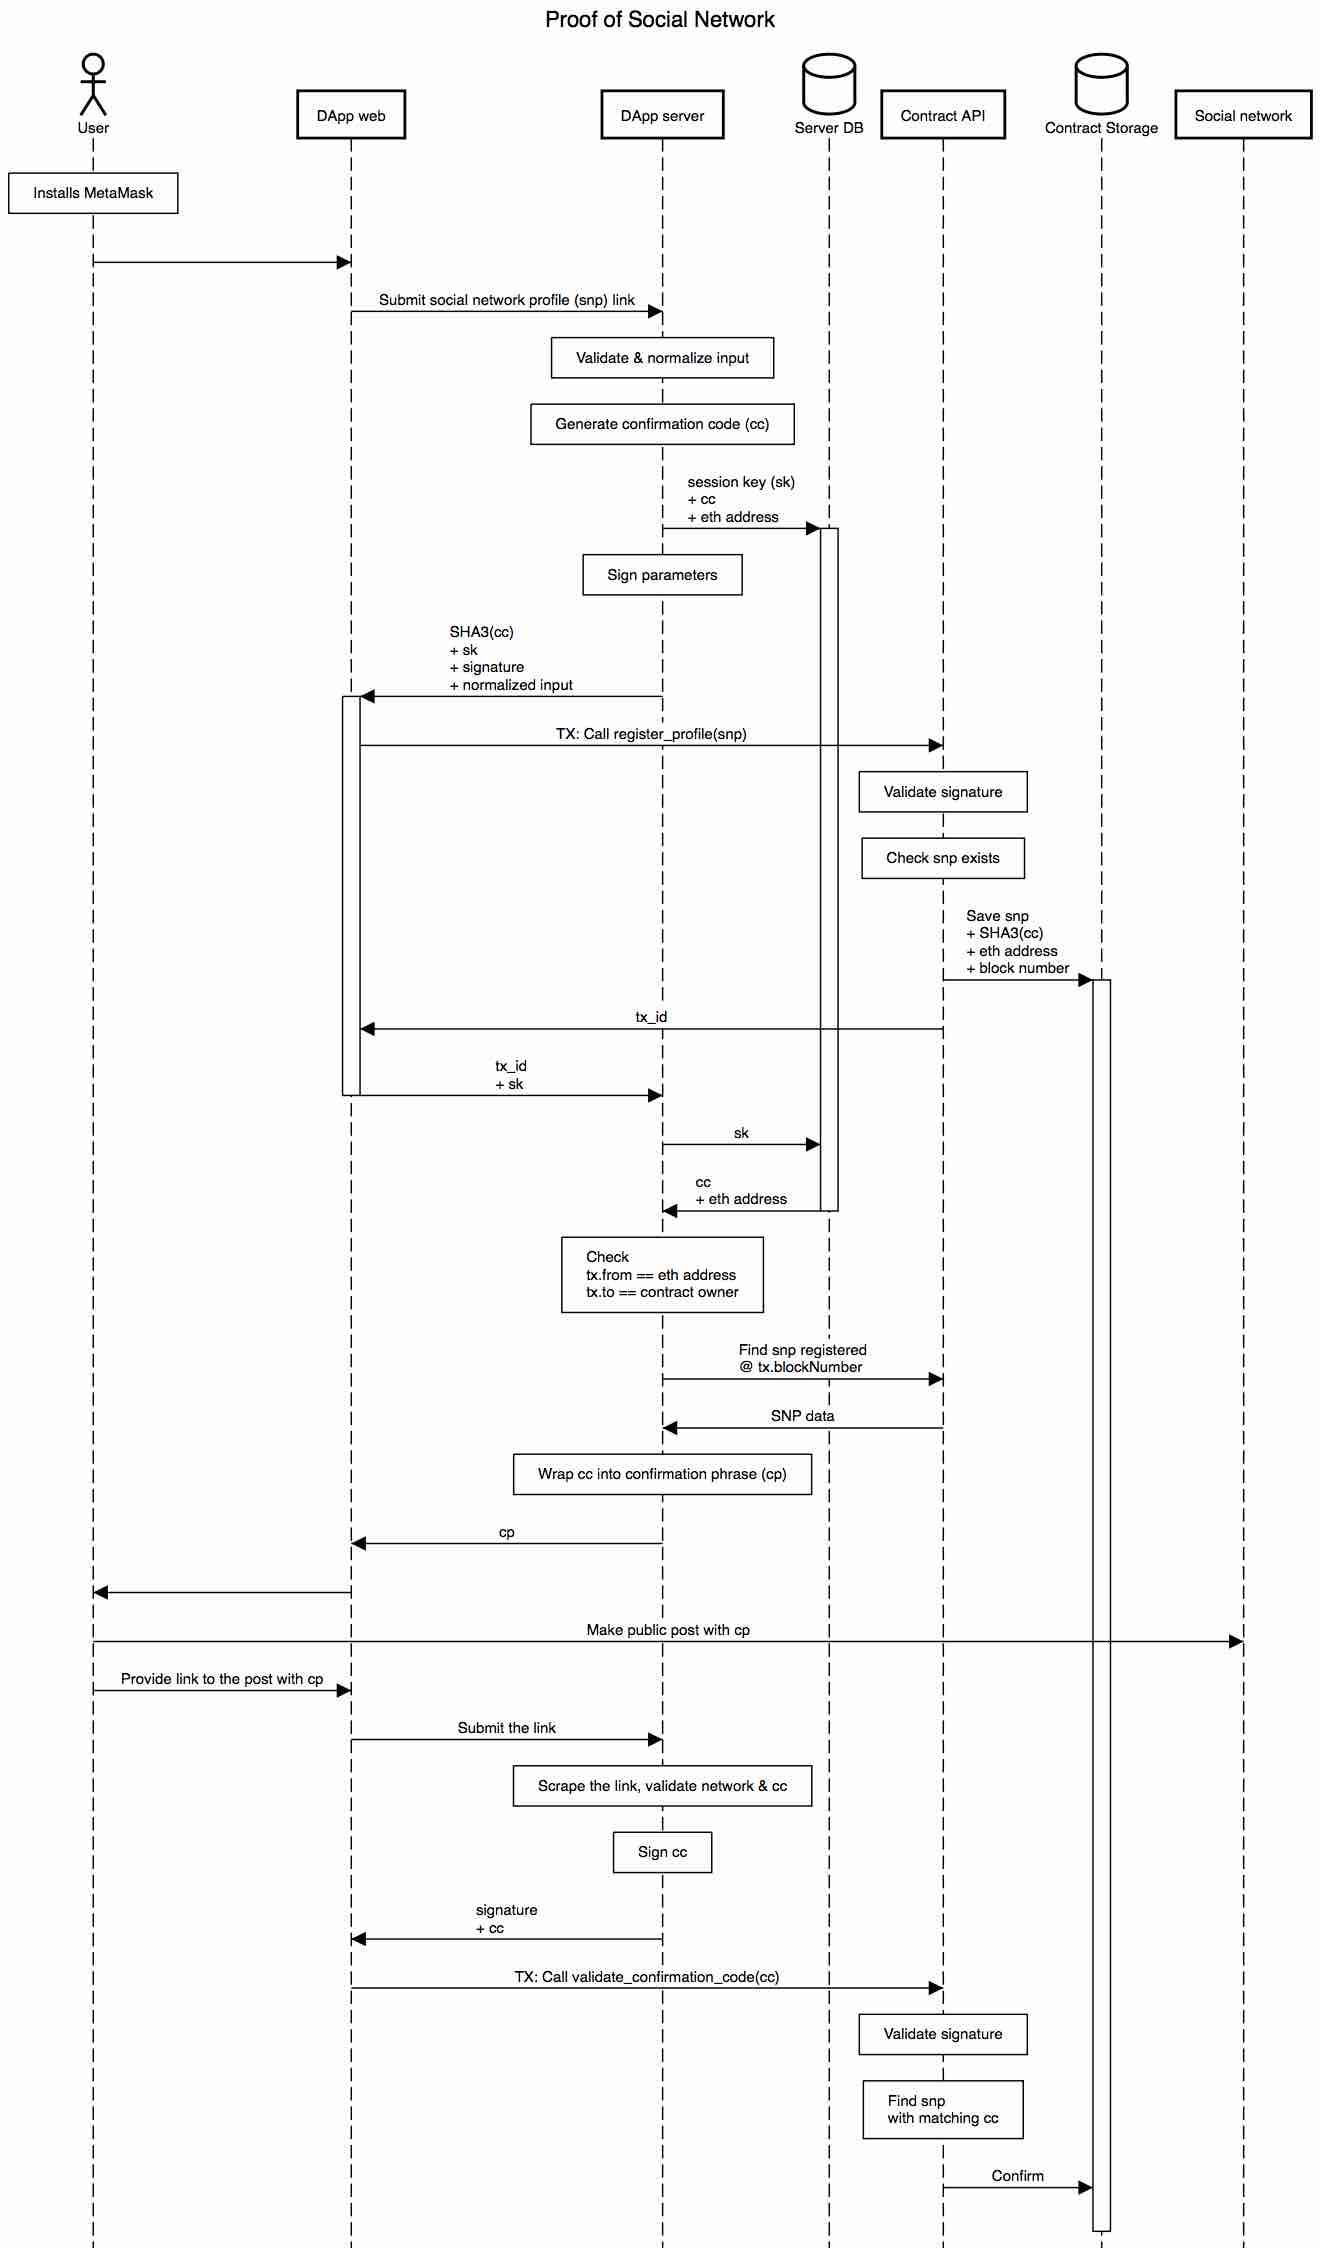 Proof of Social Network
User
DApp web
DApp server
Server DB
Contract API
Contract Storage
Social network
Installs MetaMask
Submit social network profile (snp) link
Validate & normalize input
Generate confirmation code (cc)
session key (sk)
+ cc
+ eth address
Sign parameters
SHA3(cc)
+ sk
+ signature
+ normalized input
TX: Call register_profile(snp)
Validate signature
Check snp exists
Save snp
+ SHA3(cc)
+ eth address
+ block number
tx_id
tx_id
+ sk
sk
cc
+ eth address
Check
tx.from == eth address
tx.to == contract owner
Find snp registered
@ tx.blockNumber
SNP data
Wrap cc into confirmation phrase (cp)
cp
Make public post with cp
Provide link to the post with cp
Submit the link
Scrape the link, validate network & cc
Sign cc
signature
+ cc
TX: Call validate_confirmation_code(cc)
Validate signature
Find snp
with matching cc
Confirm